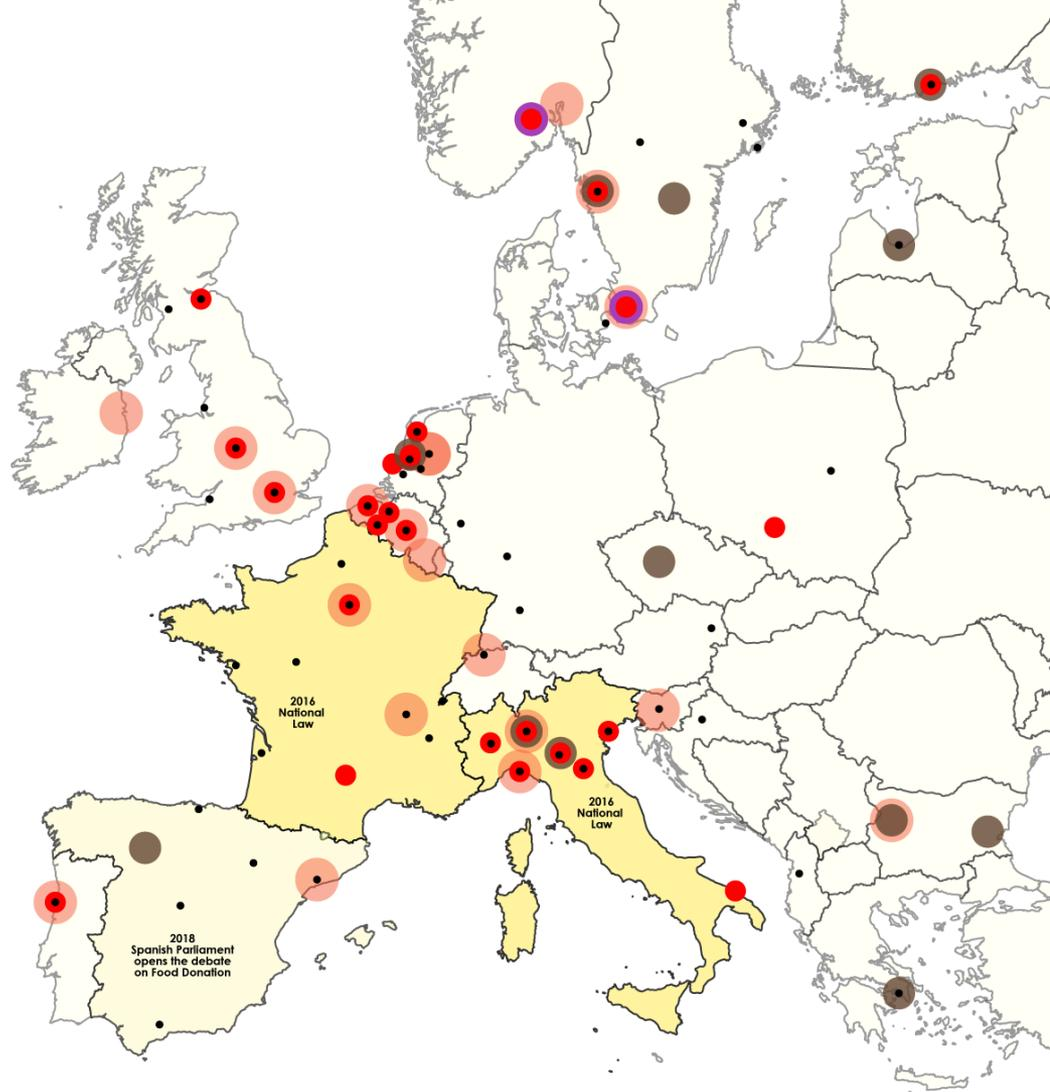 2016
National
Law
2016
National
Law
2018
Spanish Parliament
opens the debate
on Food Donation